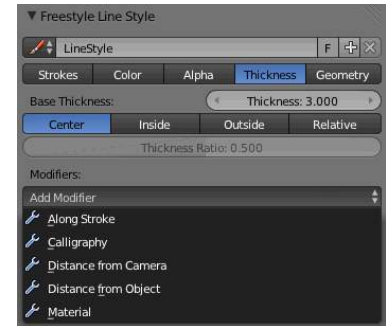 Freestyle Line Style
LineStyle F
Strokes Color Alpha Thickness Geometry
Base Thickness: Thickness: 3.000
Center Inside Outside Relative
Thickness Ratio: 0.500
Modifiers:
Add Modifier
Along Stroke
Calligraphy
Distance from Camera
Distance from Object
Material